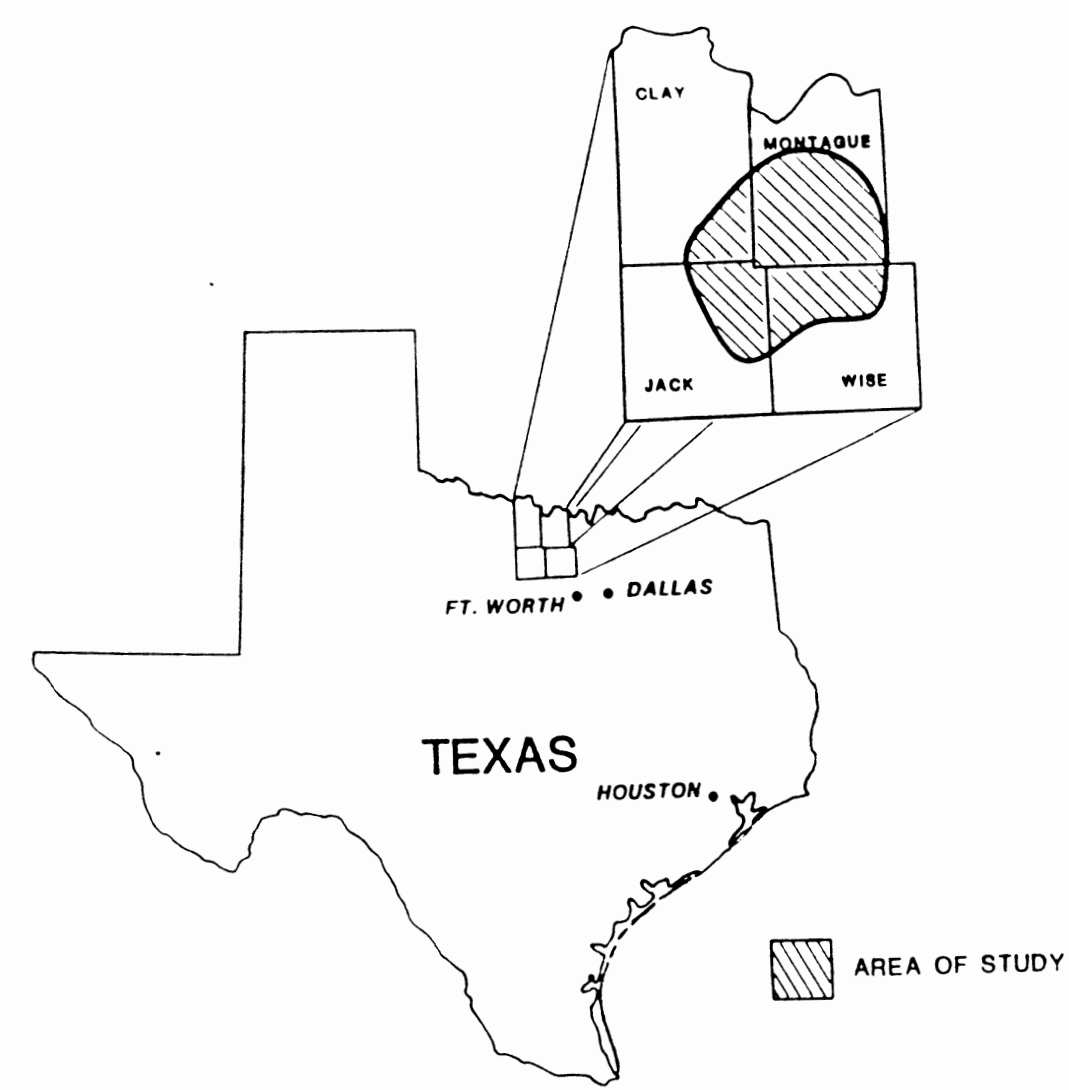 CLAY
MONTAGUE
JACK
WISE
FT. WORTH
DALLAS
TEXAS
HOUSTON
AREA OF STUDY